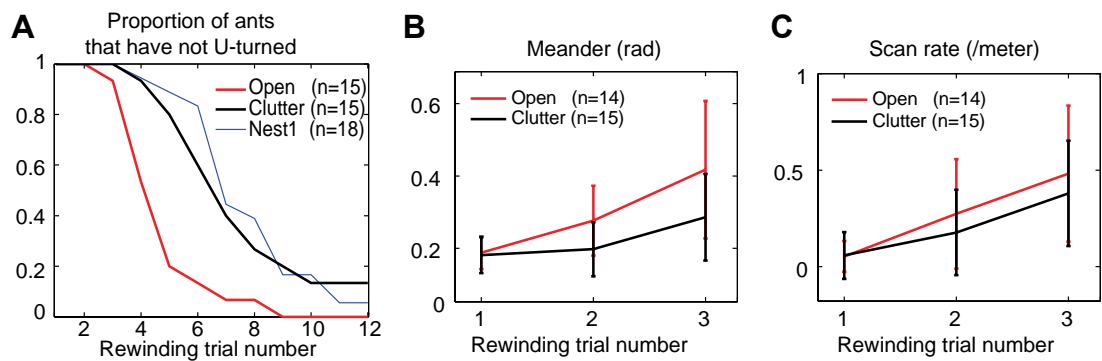 A
Proportion of ants
that have not U-turned
1
0.8
0.6
0.4
0.2
0
Open (n=15)
Clutter (n=15)
Nest1 (n=18)
2 4 6 8 10 12
Rewinding trial number
B
Meander (rad)
0.6
0.4
0.2
0
Open (n=14)
Clutter (n=15)
1 2 3
Rewinding trial number
C
Scan rate (/meter)
1
0.5
0
Open (n=14)
Clutter (n=15)
1 2 3
Rewinding trial number